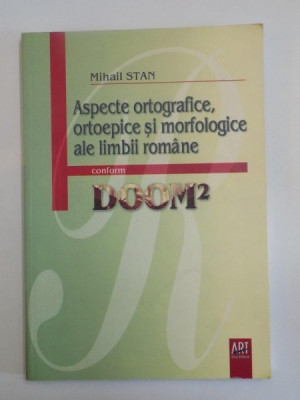 Mihail STAN
Aspecte ortografice,
ortoepice și morfologice
ale limbii române
conform
DOOM²
ART